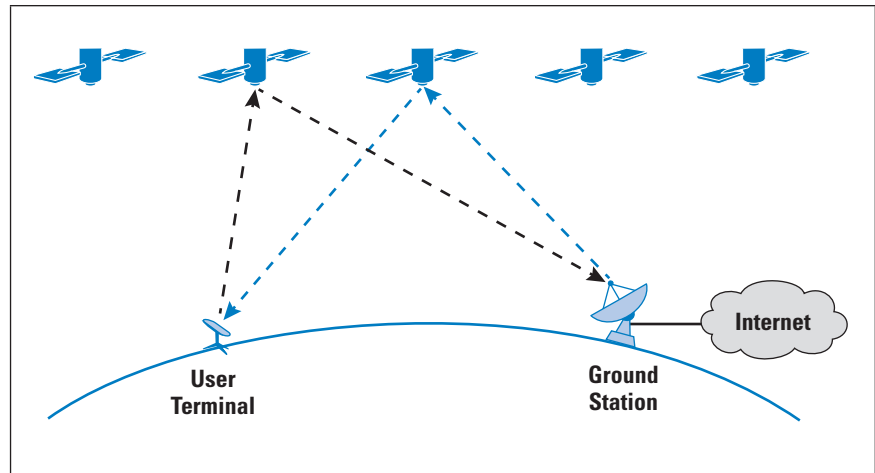 Internet
User
Terminal
Ground
Station